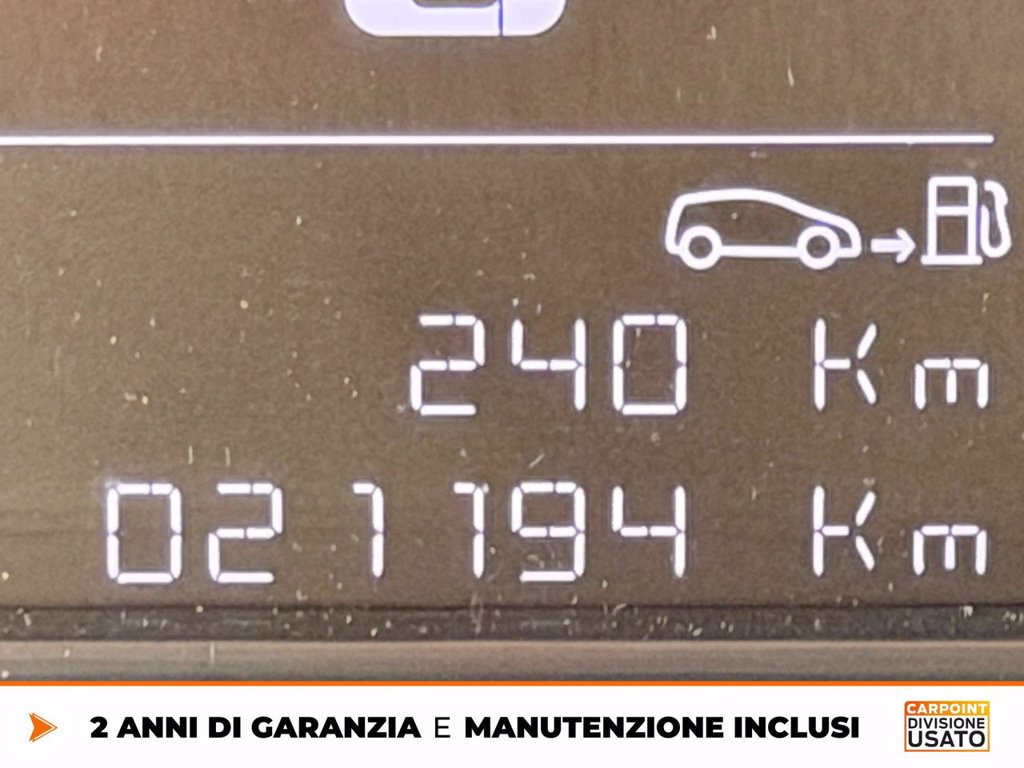 240 Km
021194 Km
2 ANNI DI GARANZIA E MANUTENZIONE INCLUSI
CARPOINT
DIVISIONE
USATO